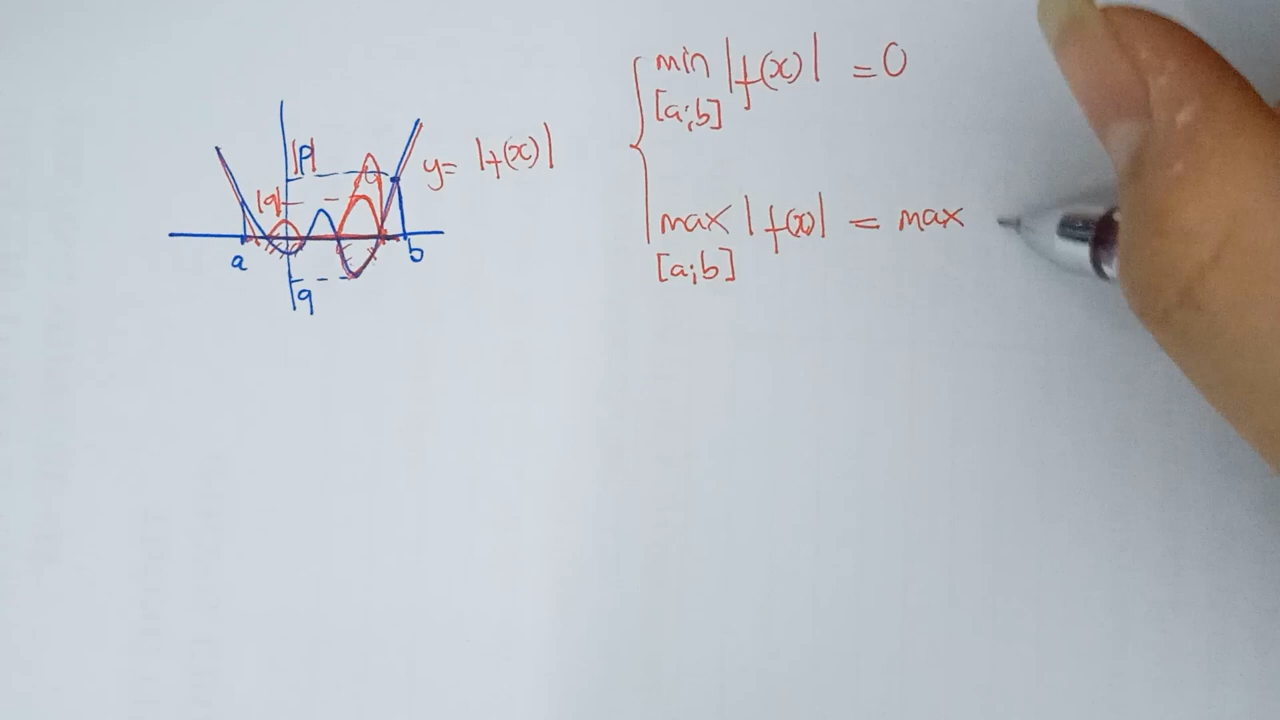 |p|
|q|
y = |f(x)|
a
b
q
min |f(x)| = 0
[a;b]
max |f(x)| = max
[a;b]